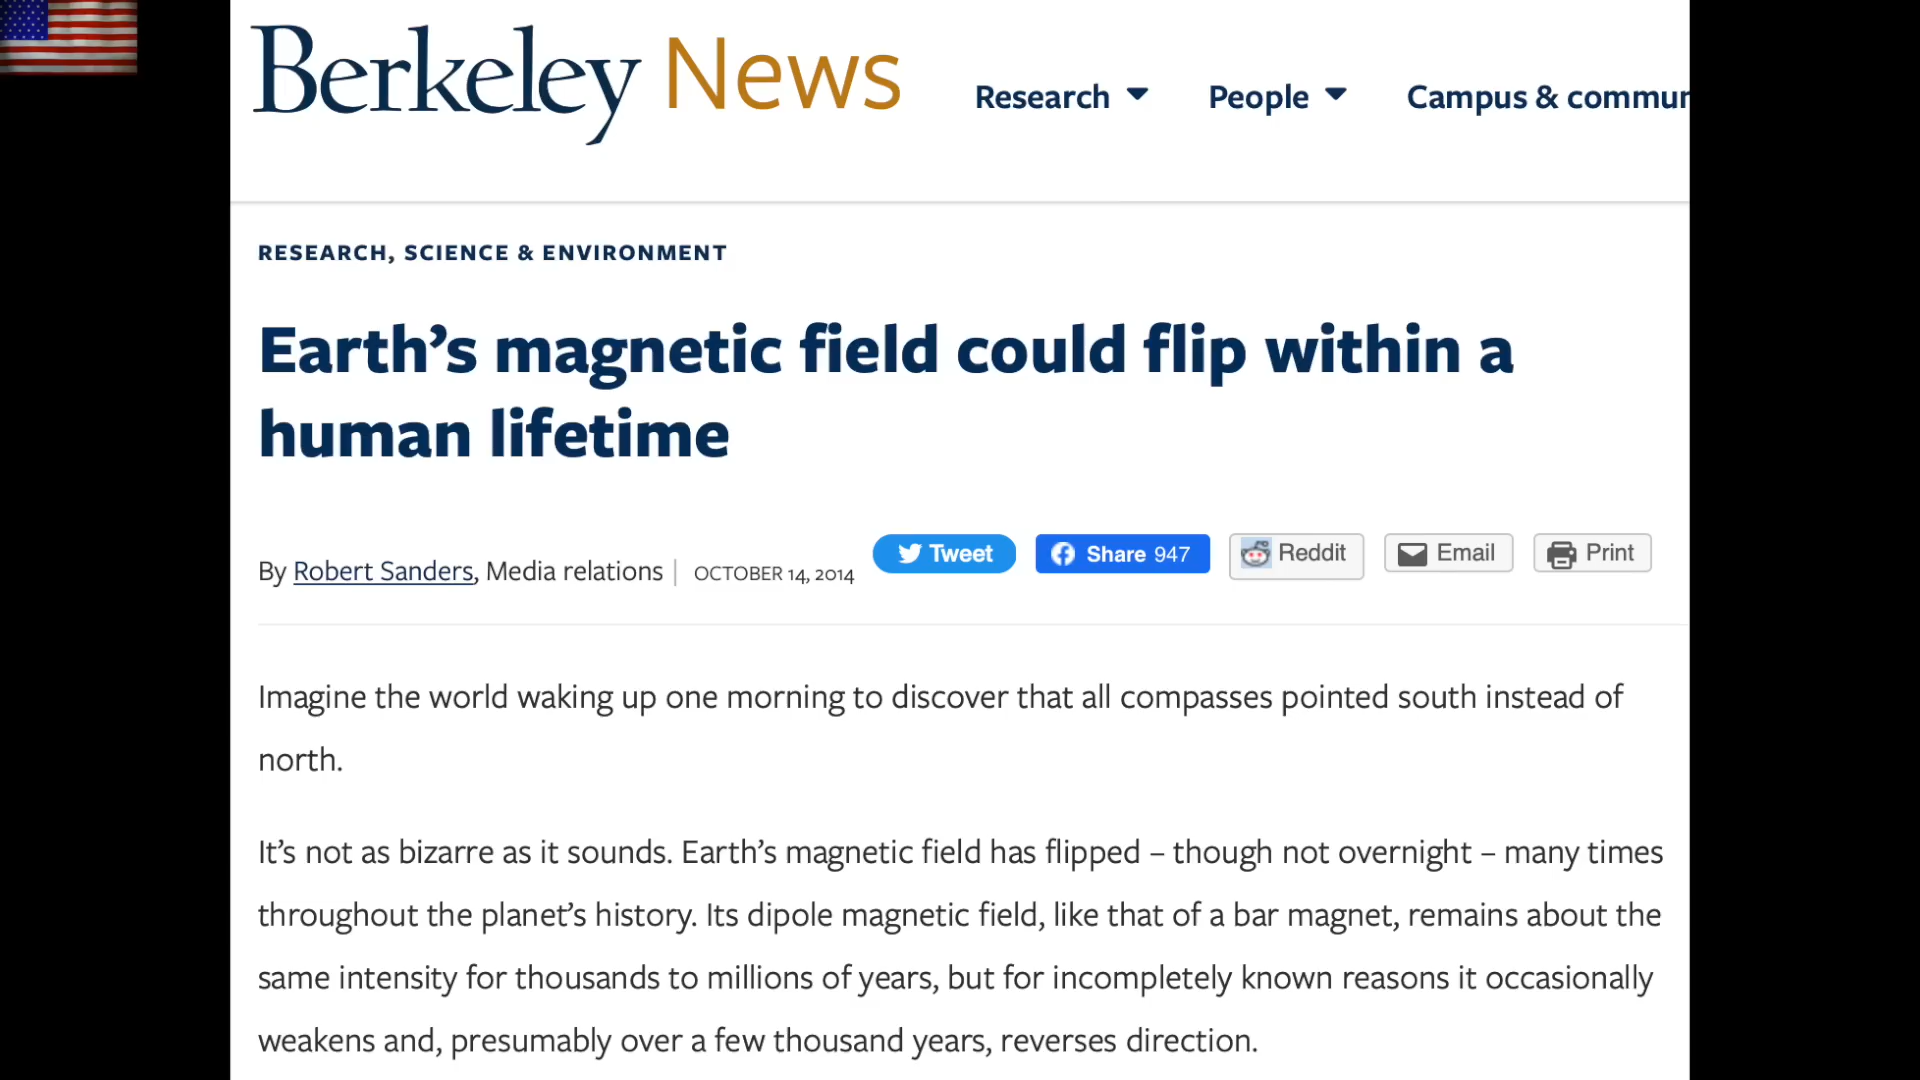 Berkeley News
Research People Campus & commun
RESEARCH, SCIENCE & ENVIRONMENT
Earth’s magnetic field could flip within a
human lifetime
By Robert Sanders, Media relations | OCTOBER 14, 2014 Tweet Share 947 Reddit Email Print
Imagine the world waking up one morning to discover that all compasses pointed south instead of
north.
It’s not as bizarre as it sounds. Earth’s magnetic field has flipped – though not overnight – many times
throughout the planet’s history. Its dipole magnetic field, like that of a bar magnet, remains about the
same intensity for thousands to millions of years, but for incompletely known reasons it occasionally
weakens and, presumably over a few thousand years, reverses direction.